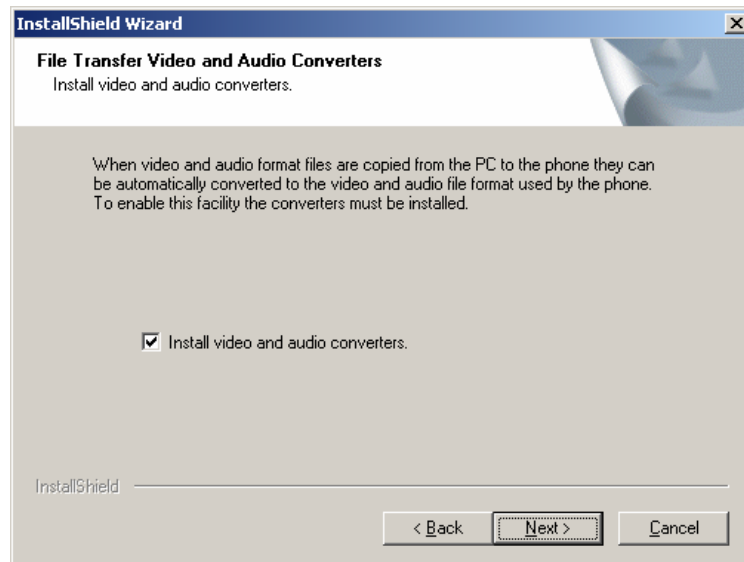 InstallShield Wizard
File Transfer Video and Audio Converters
Install video and audio converters.
When video and audio format files are copied from the PC to the phone they can
be automatically converted to the video and audio file format used by the phone.
To enable this facility the converters must be installed.
Install video and audio converters.
InstallShield
< Back
Next >
Cancel